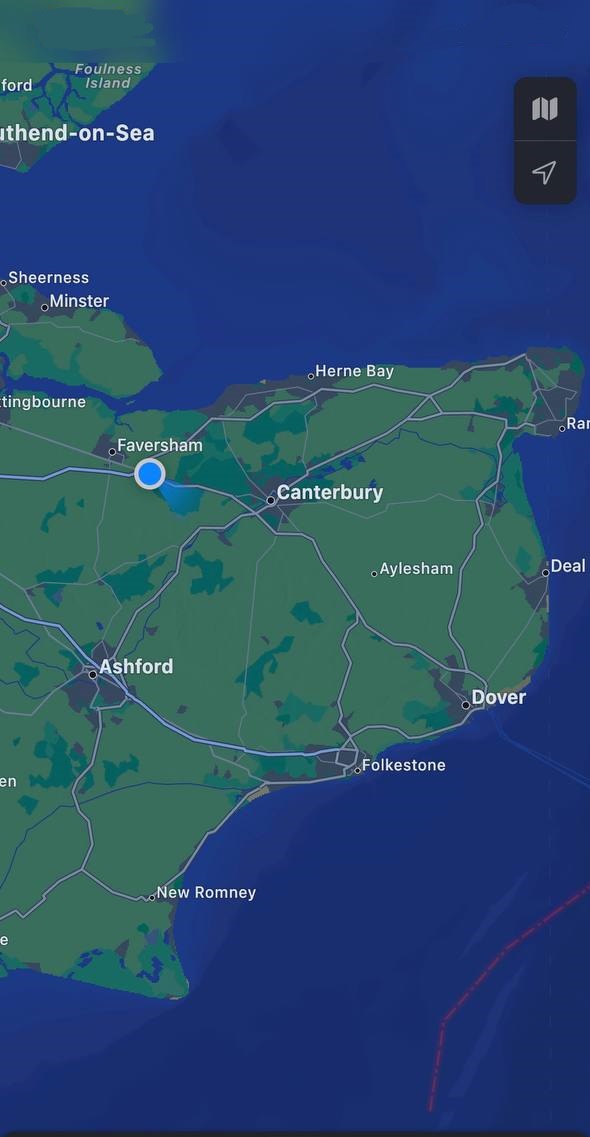 Foulness
Island
ford
uthend-on-Sea
Sheerness
Minster
Herne Bay
ttingbourne
Ran
Faversham
Canterbury
Aylesham
Deal
Ashford
Dover
Folkestone
en
New Romney
e